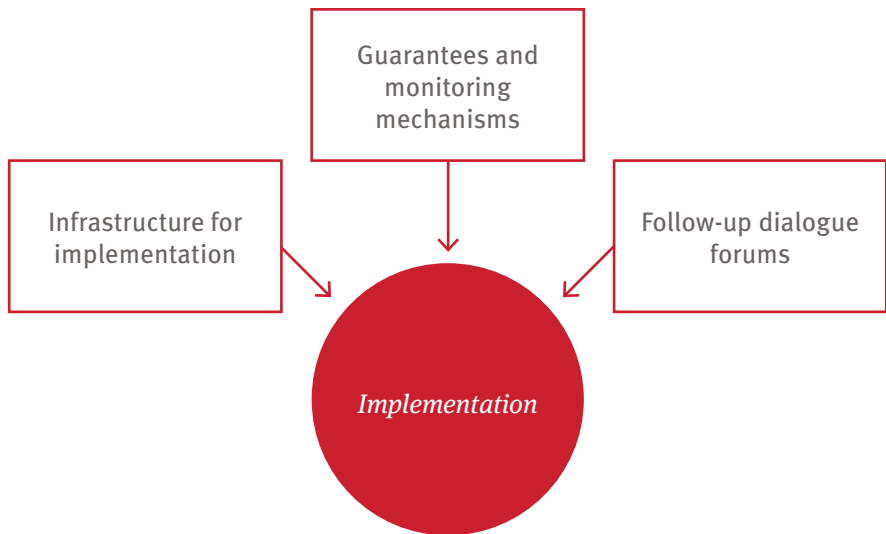 Guarantees and
monitoring
mechanisms
Infrastructure for
implementation
Follow-up dialogue
forums
Implementation